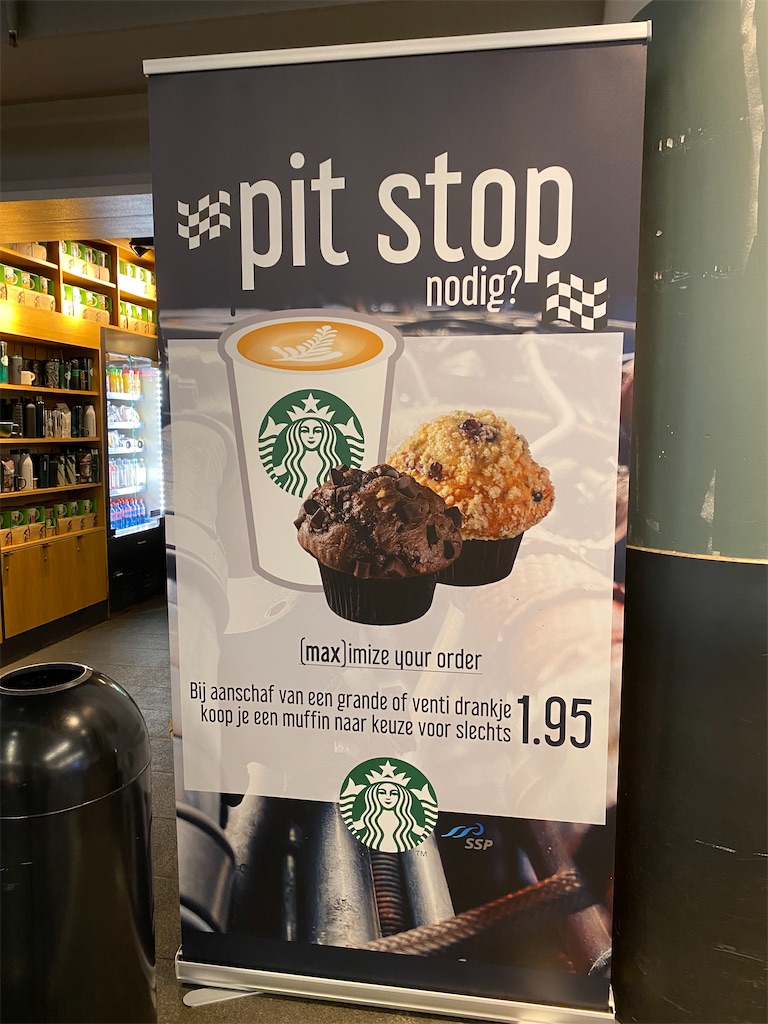 pit stop
nodig?
(max)imize your order
Bij aanschaf van een grande of venti drankje
koop je een muffin naar keuze voor slechts
1.95
TM
SSP